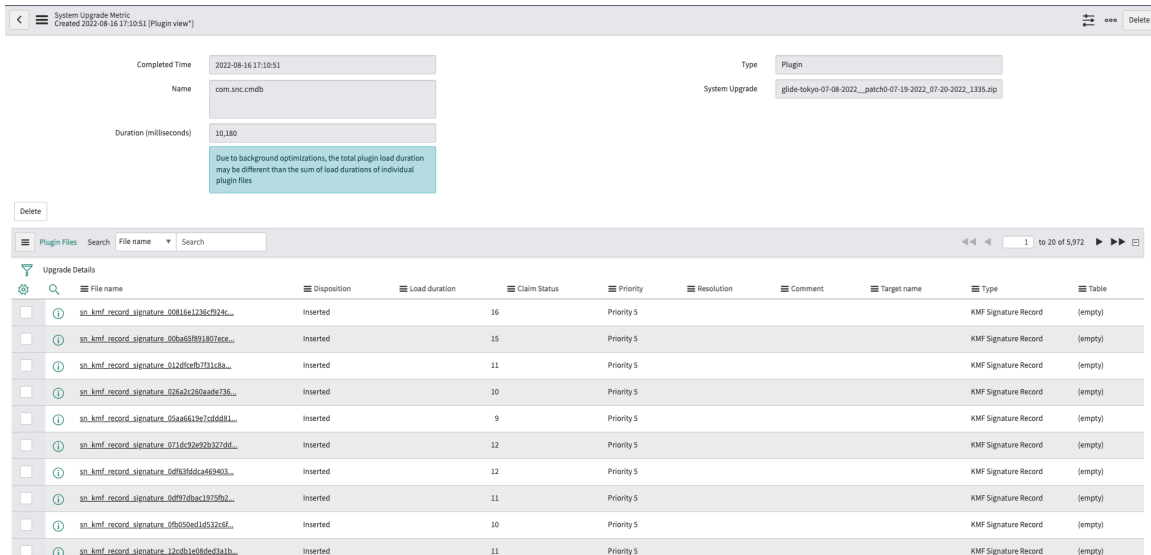 System Upgrade Metric
Created 2022-08-16 17:10:51 [Plugin view*]
Delete
Completed Time 2022-08-16 17:10:51 Type Plugin
Name com.snc.cmdb System Upgrade glide-tokyo-07-08-2022__patch0-07-19-2022_07-20-2022_1335.zip
Duration (milliseconds) 10,180
Due to background optimizations, the total plugin load duration
may be different than the sum of load durations of individual
plugin files
Delete
Plugin Files Search File name Search 1 to 20 of 5,972
Upgrade Details
File name Disposition Load duration Claim Status Priority Resolution Comment Target name Type Table
sn_kmf_record_signature_00816e1236cf924c... Inserted 16 Priority 5 KMF Signature Record (empty)
sn_kmf_record_signature_00ba65f891807ece... Inserted 15 Priority 5 KMF Signature Record (empty)
sn_kmf_record_signature_012dfcefb7f31c8a... Inserted 11 Priority 5 KMF Signature Record (empty)
sn_kmf_record_signature_026a2c260aade736... Inserted 10 Priority 5 KMF Signature Record (empty)
sn_kmf_record_signature_05aa6619e7cddd81... Inserted 9 Priority 5 KMF Signature Record (empty)
sn_kmf_record_signature_071dc92e92b327dd... Inserted 12 Priority 5 KMF Signature Record (empty)
sn_kmf_record_signature_0df63fddca469403... Inserted 12 Priority 5 KMF Signature Record (empty)
sn_kmf_record_signature_0df97dbac1975fb2... Inserted 11 Priority 5 KMF Signature Record (empty)
sn_kmf_record_signature_0fb050ed1d532c6f... Inserted 10 Priority 5 KMF Signature Record (empty)
sn_kmf_record_signature_12cdb1e08ded3a1b... Inserted 11 Priority 5 KMF Signature Record (empty)